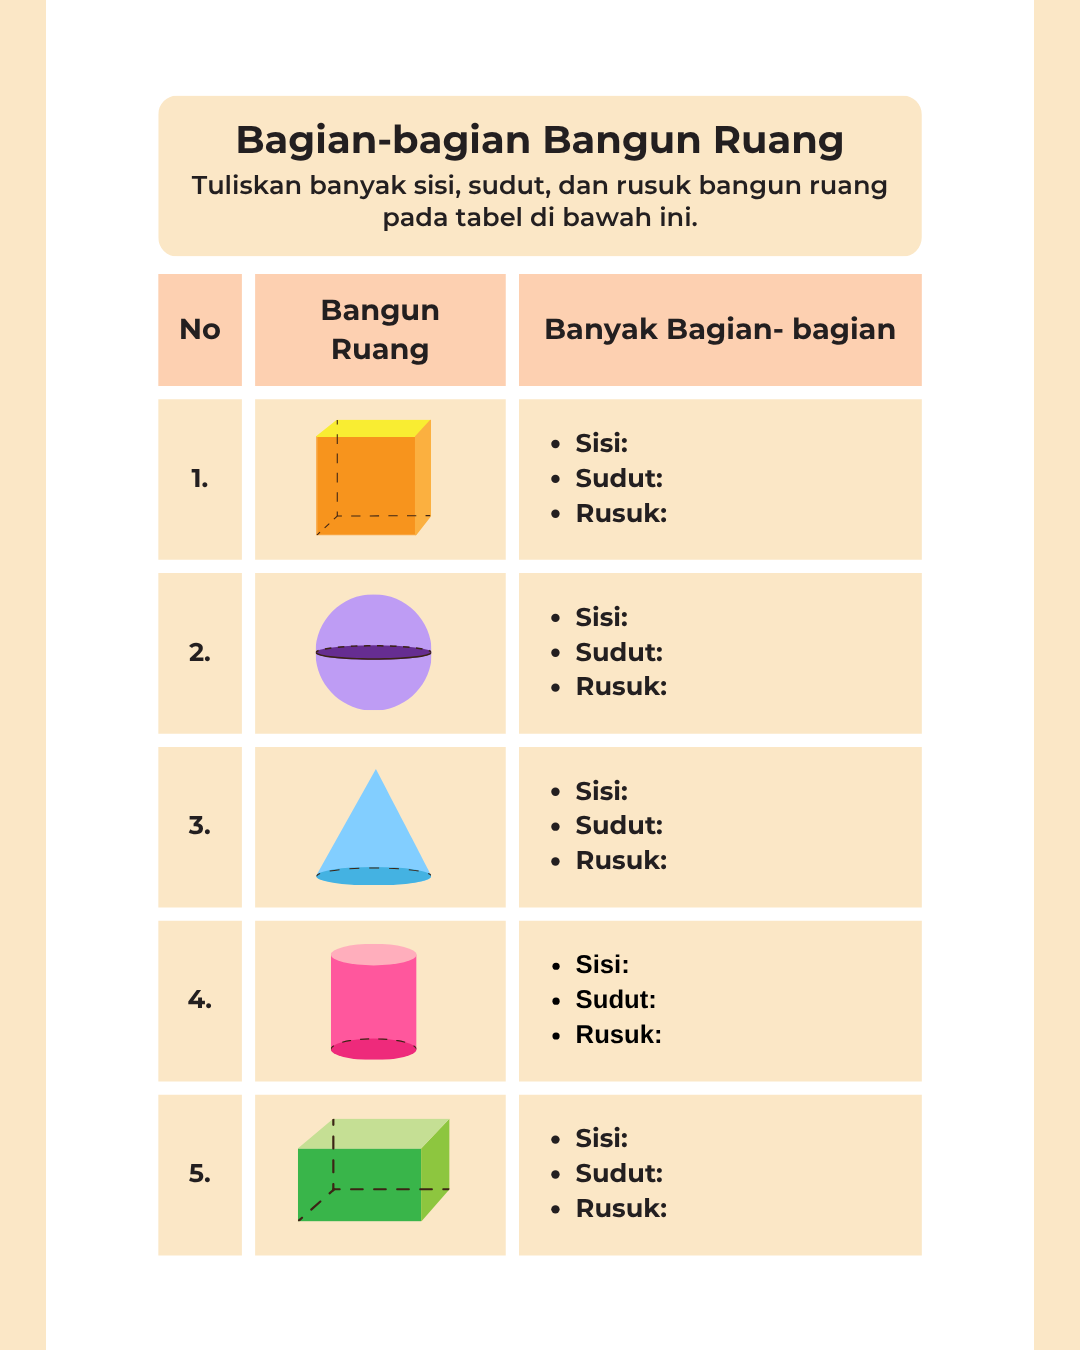 Bagian-bagian Bangun Ruang
Tuliskan banyak sisi, sudut, dan rusuk bangun ruang
pada tabel di bawah ini.
No
Bangun
Ruang
Banyak Bagian- bagian
1.
• Sisi:
• Sudut:
• Rusuk:
2.
• Sisi:
• Sudut:
• Rusuk:
3.
• Sisi:
• Sudut:
• Rusuk:
4.
• Sisi:
• Sudut:
• Rusuk:
5.
• Sisi:
• Sudut:
• Rusuk: